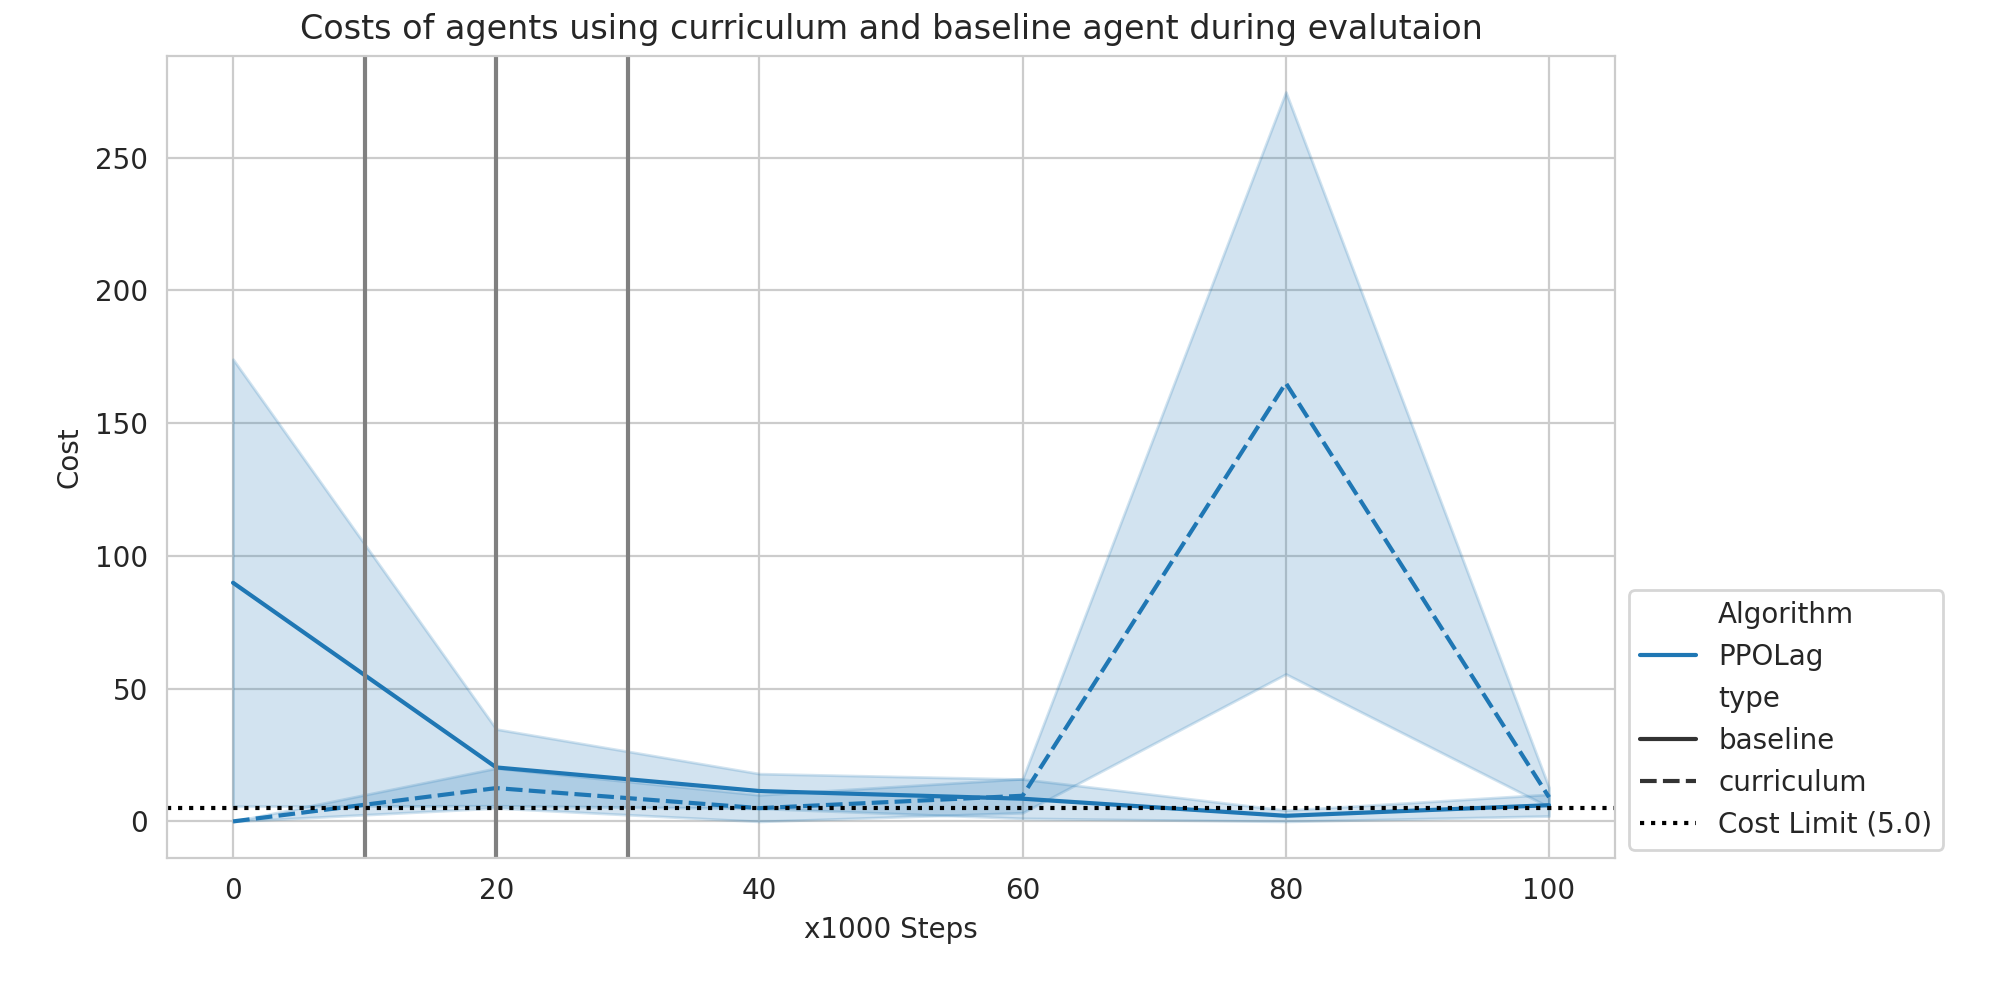 Costs of agents using curriculum and baseline agent during evalutaion
250
200
150
100
50
0
Cost
0 20 40 60 80 100
x1000 Steps
Algorithm
PPOLag
type
baseline
curriculum
Cost Limit (5.0)